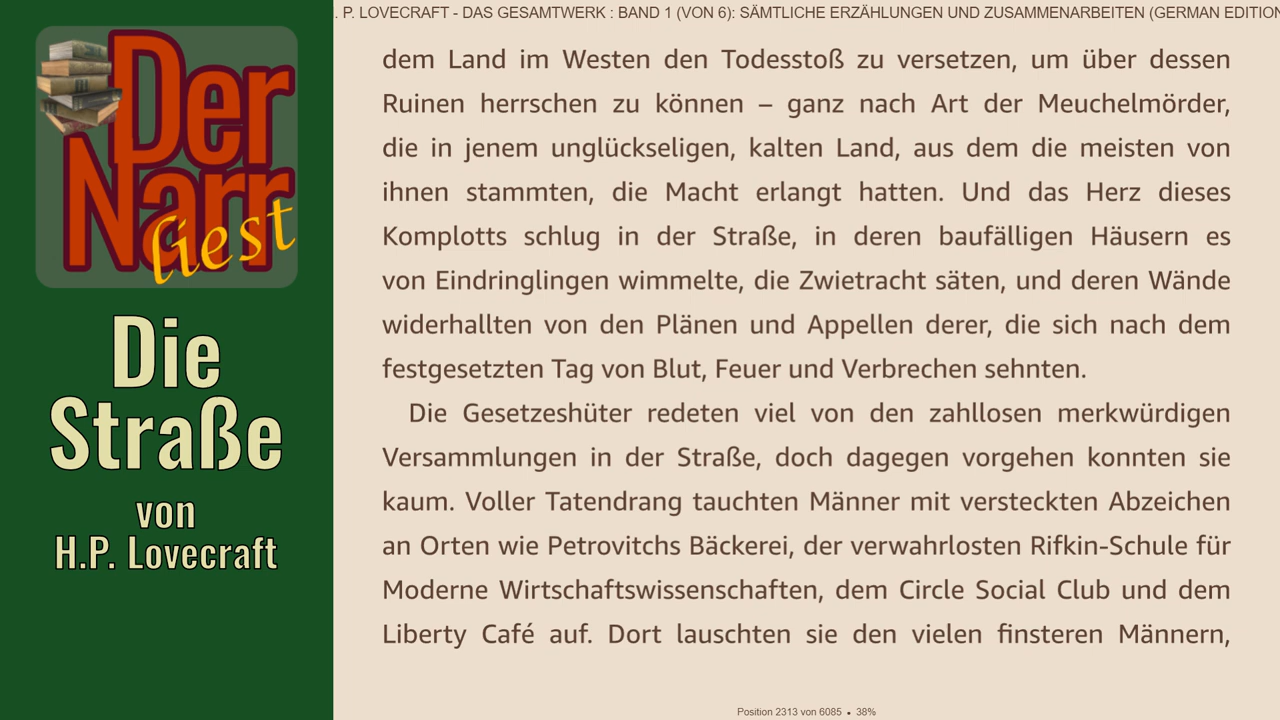 Der
Narr
liest
Die
Straße
von
H.P. Lovecraft
. P. LOVECRAFT - DAS GESAMTWERK : BAND 1 (VON 6): SÄMTLICHE ERZÄHLUNGEN UND ZUSAMMENARBEITEN (GERMAN EDITION
dem Land im Westen den Todesstoß zu versetzen, um über dessen
Ruinen herrschen zu können – ganz nach Art der Meuchelmörder,
die in jenem unglückseligen, kalten Land, aus dem die meisten von
ihnen stammten, die Macht erlangt hatten. Und das Herz dieses
Komplotts schlug in der Straße, in deren baufälligen Häusern es
von Eindringlingen wimmelte, die Zwietracht säten, und deren Wände
widerhallten von den Plänen und Appellen derer, die sich nach dem
festgesetzten Tag von Blut, Feuer und Verbrechen sehnten.
Die Gesetzeshüter redeten viel von den zahllosen merkwürdigen
Versammlungen in der Straße, doch dagegen vorgehen konnten sie
kaum. Voller Tatendrang tauchten Männer mit versteckten Abzeichen
an Orten wie Petrovitchs Bäckerei, der verwahrlosten Rifkin-Schule für
Moderne Wirtschaftswissenschaften, dem Circle Social Club und dem
Liberty Café auf. Dort lauschten sie den vielen finsteren Männern,
Position 2313 von 6085 • 38%